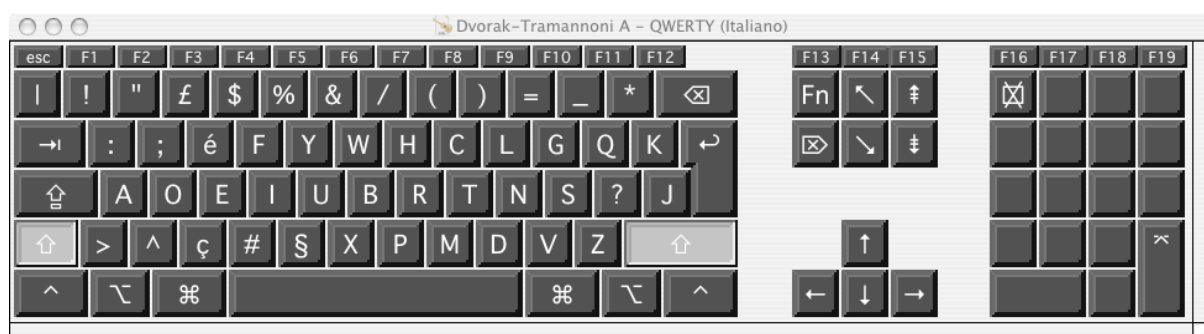 Dvorak-Tramannoni A - QWERTY (Italiano)
esc F1 F2 F3 F4 F5 F6 F7 F8 F9 F10 F11 F12 F13 F14 F15 F16 F17 F18 F19
| ! " £ $ % & / ( ) = _ * ⌫ Fn ↖ ⇞ ⌧
⇥ : ; é F Y W H C L G Q K ↩ ⌦ ↘ ⇟
⇪ A O E I U B R T N S ? J
⇧ > ^ ç # § X P M D V Z ⇧ ↑ ⌤
⌃ ⌥ ⌘ ⌘ ⌥ ⌃ ← ↓ →